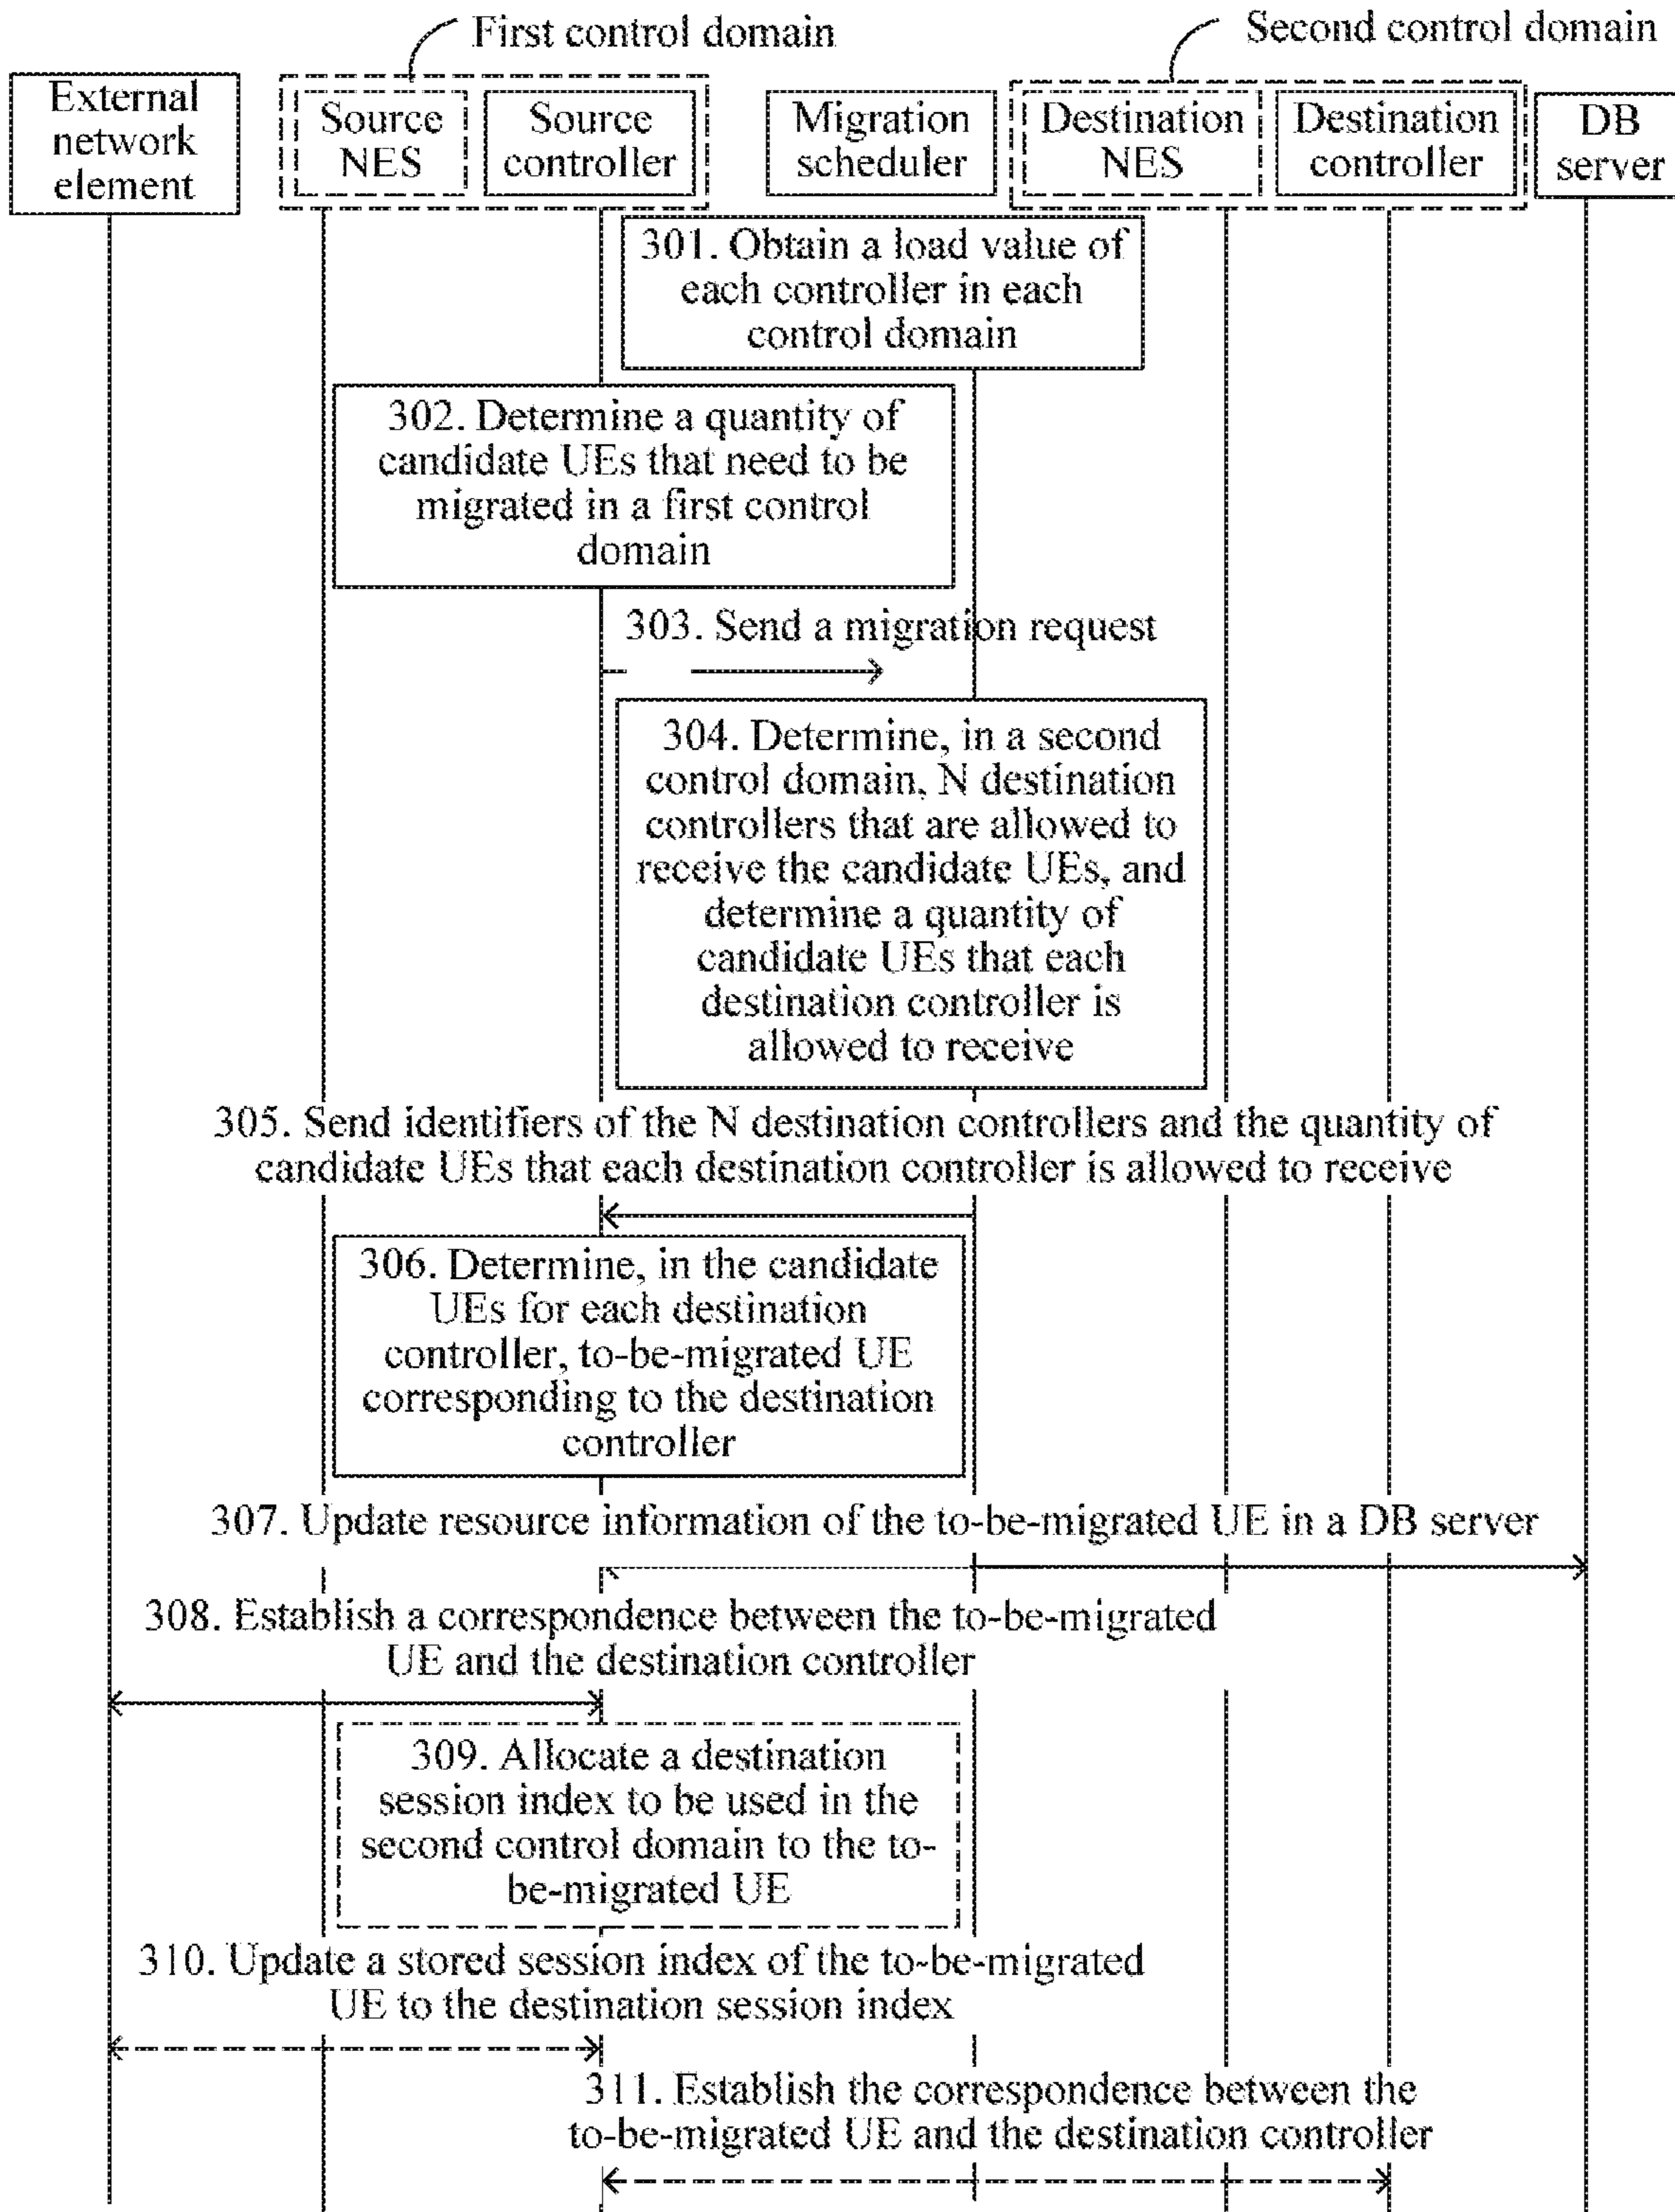 First control domain
Second control domain
External
network
element
Source
NES
Source
controller
Migration
scheduler
Destination
NES
Destination
controller
DB
server
301. Obtain a load value of
each controller in each
control domain
302. Determine a quantity of
candidate UEs that need to be
migrated in a first control
domain
303. Send a migration request
304. Determine, in a second
control domain, N destination
controllers that are allowed to
receive the candidate UEs, and
determine a quantity of
candidate UEs that each
destination controller is
allowed to receive
305. Send identifiers of the N destination controllers and the quantity of
candidate UEs that each destination controller is allowed to receive
306. Determine, in the candidate
UEs for each destination
controller, to-be-migrated UE
corresponding to the destination
controller
307. Update resource information of the to-be-migrated UE in a DB server
308. Establish a correspondence between the to-be-migrated
UE and the destination controller
309. Allocate a destination
session index to be used in the
second control domain to the to-
be-migrated UE
310. Update a stored session index of the to-be-migrated
UE to the destination session index
311. Establish the correspondence between the
to-be-migrated UE and the destination controller